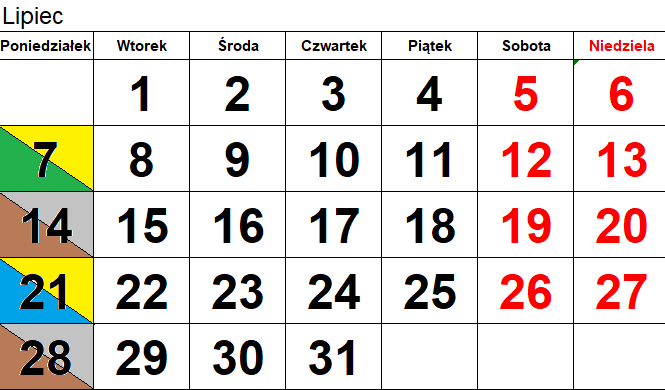 Lipiec
Poniedziałek Wtorek Środa Czwartek Piątek Sobota Niedziela
1 2 3 4 5 6
7 8 9 10 11 12 13
14 15 16 17 18 19 20
21 22 23 24 25 26 27
28 29 30 31